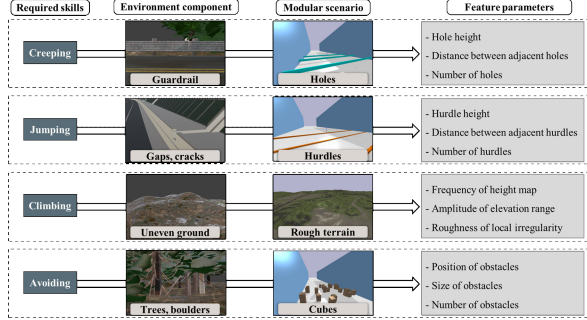 Required skills
Environment component
Modular scenario
Feature parameters
Creeping
Guardrail
Holes
- Hole height
- Distance between adjacent holes
- Number of holes
Jumping
Gaps, cracks
Hurdles
- Hurdle height
- Distance between adjacent hurdles
- Number of hurdles
Climbing
Uneven ground
Rough terrain
- Frequency of height map
- Amplitude of elevation range
- Roughness of local irregularity
Avoiding
Trees, boulders
Cubes
- Position of obstacles
- Size of obstacles
- Number of obstacles